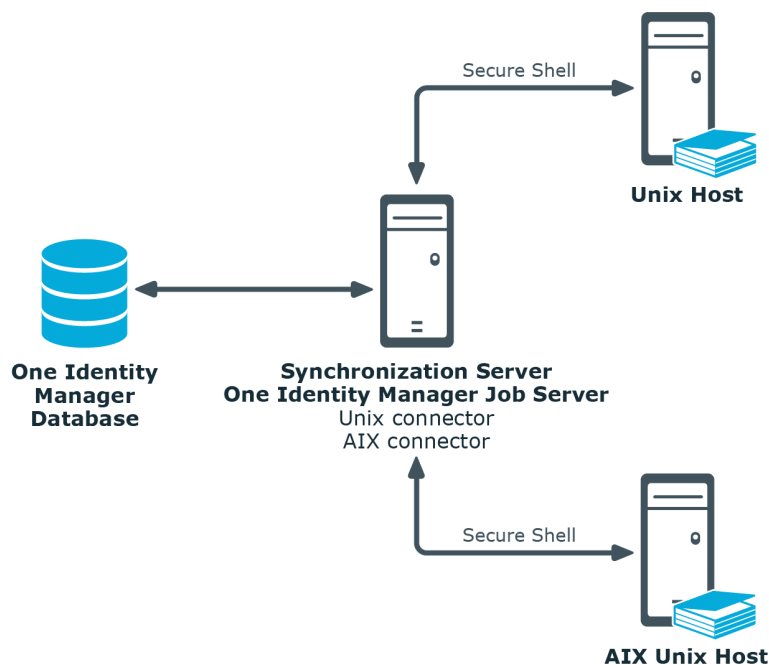 Secure Shell
Unix Host
One Identity
Manager
Database
Synchronization Server
One Identity Manager Job Server
Unix connector
AIX connector
Secure Shell
AIX Unix Host